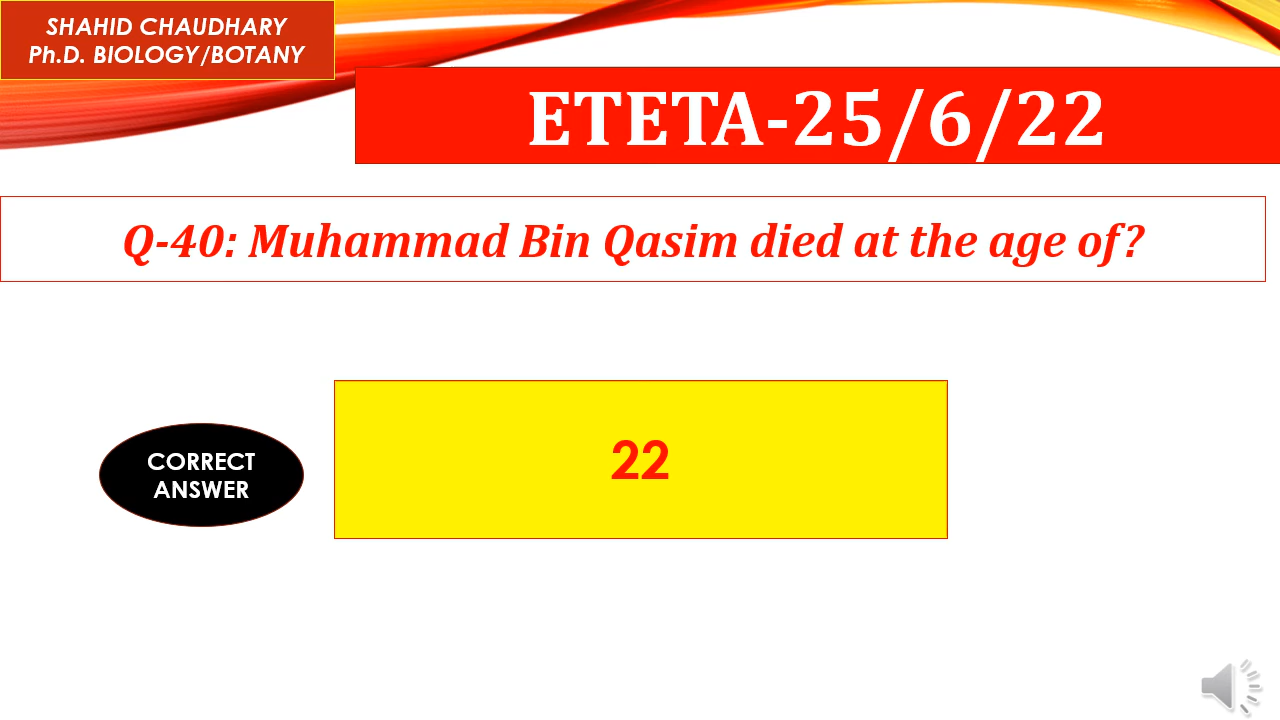 SHAHID CHAUDHARY
Ph.D. BIOLOGY/BOTANY
ETETA-25/6/22
Q-40: Muhammad Bin Qasim died at the age of?
CORRECT
ANSWER
22